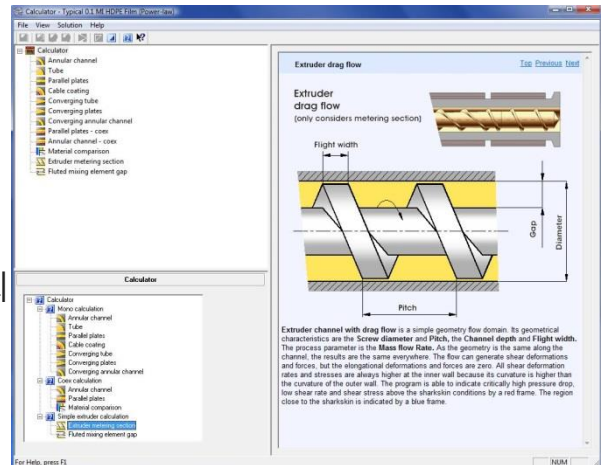 Calculator - Typical 0.1 MI HDPE Film (Power-law)
File View Solution Help
Calculator
Annular channel
Tube
Parallel plates
Cable coating
Converging tube
Converging plates
Converging annular channel
Parallel plates - coex
Annular channel - coex
Material comparison
Extruder metering section
Fluted mixing element gap
Calculator
Calculator
Mono calculation
Annular channel
Tube
Parallel plates
Cable coating
Converging tube
Converging plates
Converging annular channel
Coex calculation
Annular channel
Parallel plates
Material comparison
Simple extruder calculation
Extruder metering section
Fluted mixing element gap
Extruder drag flow
Top Previous Next
Extruder
drag flow
(only considers metering section)
Flight width
Gap
Diameter
Pitch
Extruder channel with drag flow is a simple geometry flow domain. Its geometrical
characteristics are the Screw diameter and Pitch, the Channel depth and Flight width.
The process parameter is the Mass flow Rate. As the geometry is the same along the
channel, the results are the same everywhere. The flow can generate shear deformations
and forces, but the elongational deformations and forces are zero. All shear deformation
rates and stresses are always higher at the inner wall because its curvature is higher than
the curvature of the outer wall. The program is able to indicate critically high pressure drop,
low shear rate and shear stress above the sharkskin conditions by a red frame. The region
close to the sharkskin is indicated by a blue frame.
For Help, press F1
NUM